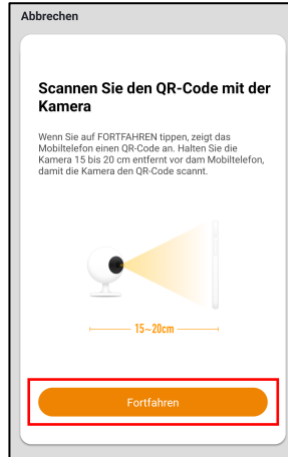 Abbrechen
Scannen Sie den QR-Code mit der
Kamera
Wenn Sie auf FORTFAHREN tippen, zeigt das
Mobiltelefon einen QR-Code an. Halten Sie die
Kamera 15 bis 20 cm entfernt vor dam Mobiltelefon,
damit die Kamera den QR-Code scannt.
15~20cm
Fortfahren